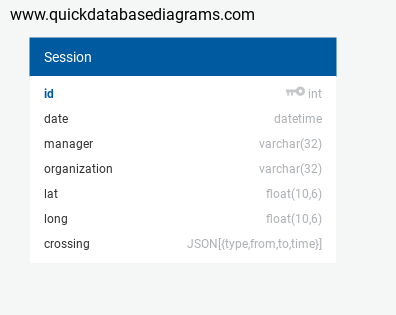 www.quickdatabasediagrams.com
Session
id int
date datetime
manager varchar(32)
organization varchar(32)
lat float(10,6)
long float(10,6)
crossing JSON[{type,from,to,time}]